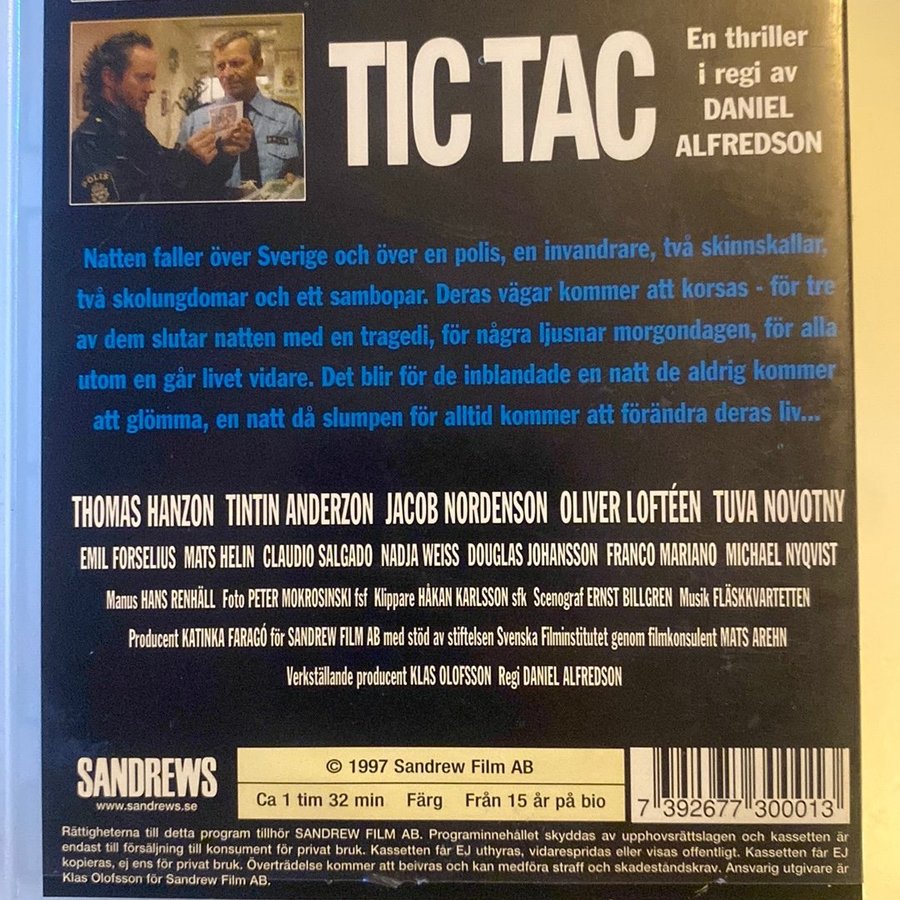 TIC TAC
En thriller
i regi av
DANIEL
ALFREDSON
POLIS
Natten faller över Sverige och över en polis, en invandrare, två skinnskallar,
två skolungdomar och ett sambopar. Deras vägar kommer att korsas - för tre
av dem slutar natten med en tragedi, för några ljusnar morgondagen, för alla
utom en går livet vidare. Det blir för de inblandade en natt de aldrig kommer
att glömma, en natt då slumpen för alltid kommer att förändra deras liv...
THOMAS HANZON TINTIN ANDERZON JACOB NORDENSON OLIVER LOFTÉEN TUVA NOVOTNY
EMIL FORSELIUS MATS HELIN CLAUDIO SALGADO NADJA WEISS DOUGLAS JOHANSSON FRANCO MARIANO MICHAEL NYQVIST
Manus HANS RENHÄLL Foto PETER MOKROSINSKI fsf Klippare HÅKAN KARLSSON sfk Scenograf ERNST BILLGREN Musik FLÄSKKVARTETTEN
Producent KATINKA FARAGÓ för SANDREW FILM AB med stöd av stiftelsen Svenska Filminstitutet genom filmkonsulent MATS AREHN
Verkställande producent KLAS OLOFSSON Regi DANIEL ALFREDSON
SANDREWS
www.sandrews.se
© 1997 Sandrew Film AB
Ca 1 tim 32 min Färg Från 15 år på bio
7 392677 300013
Rättigheterna till detta program tillhör SANDREW FILM AB. Programinnehållet skyddas av upphovsrättslagen och kassetten är
endast till försäljning till konsument för privat bruk. Kassetten får EJ uthyras, vidarespridas eller visas offentligt. Kassetten får EJ
kopieras, ej ens för privat bruk. Överträdelse kommer att beivras och kan medföra straff och skadeståndskrav. Ansvarig utgivare är
Klas Olofsson för Sandrew Film AB.